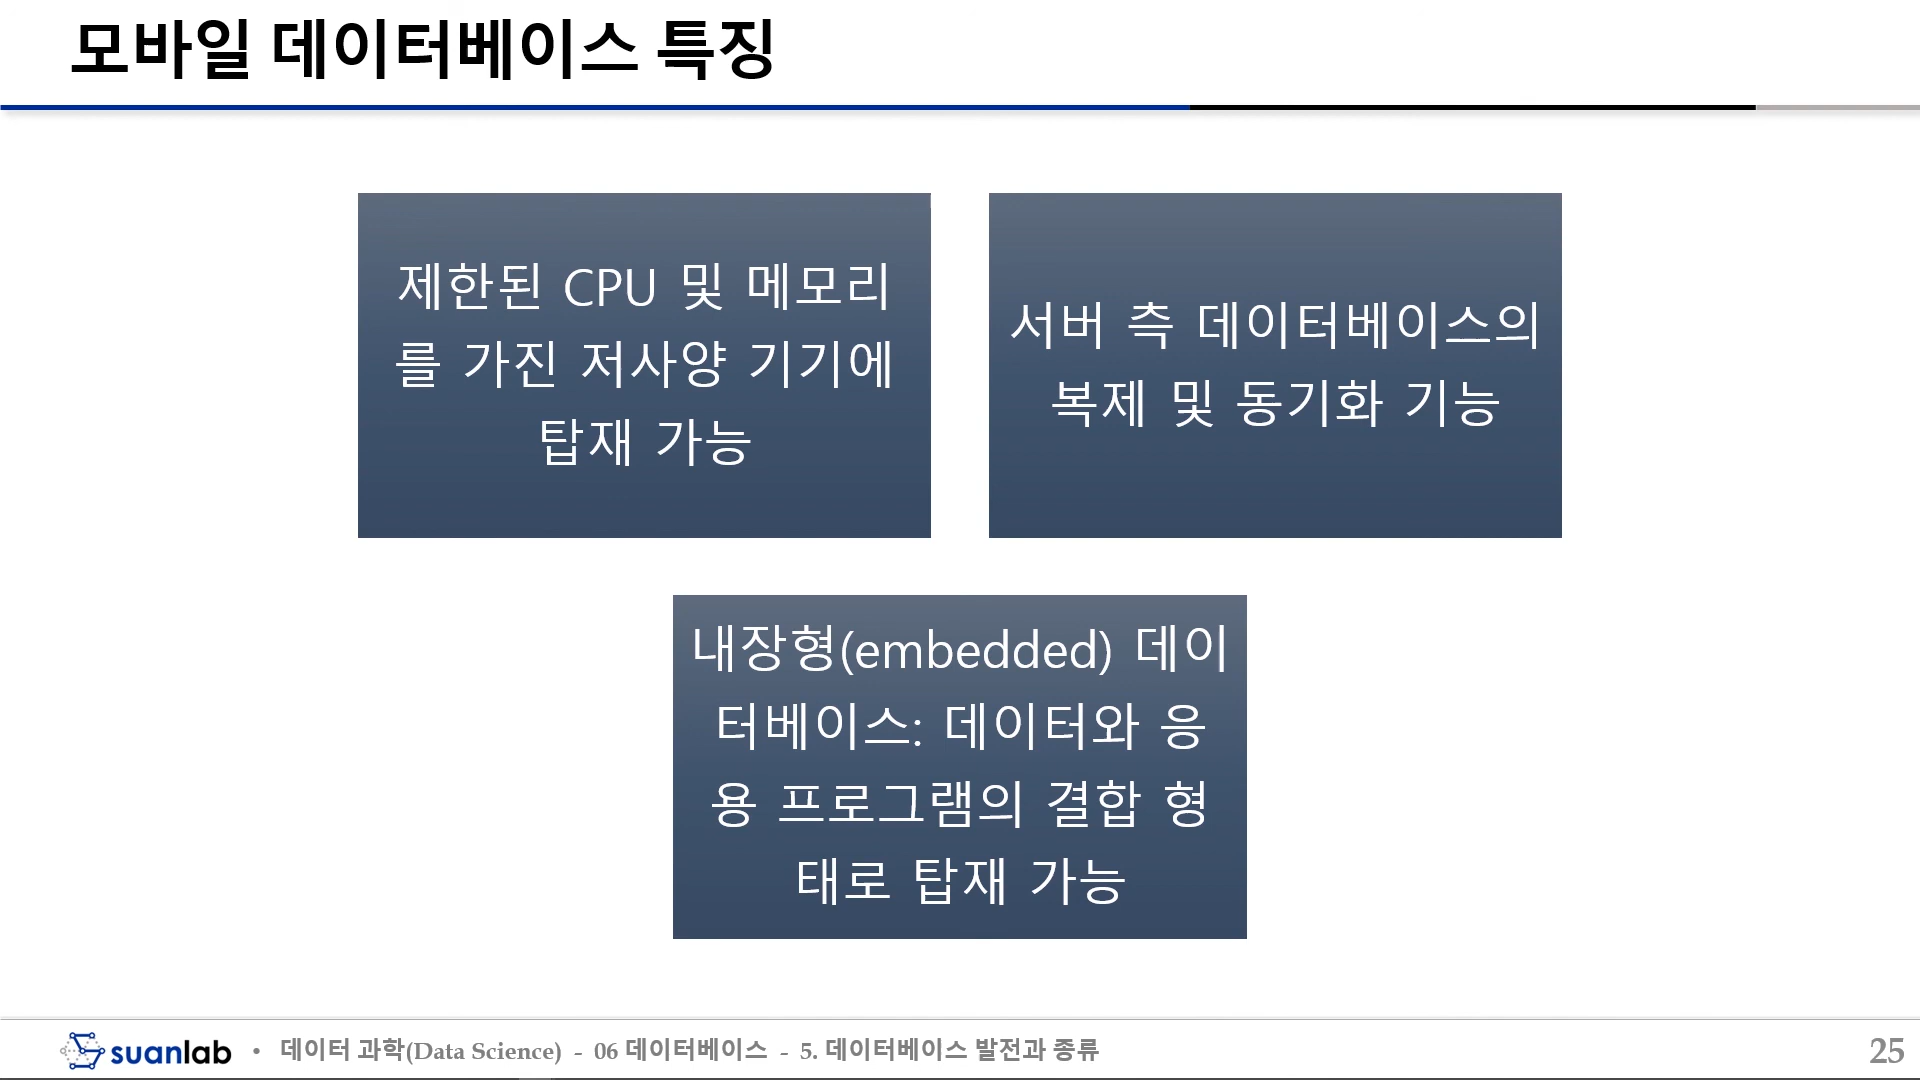 모바일 데이터베이스 특징
제한된 CPU 및 메모리
를 가진 저사양 기기에
탑재 가능
서버 측 데이터베이스의
복제 및 동기화 기능
내장형(embedded) 데이
터베이스: 데이터와 응
용 프로그램의 결합 형
태로 탑재 가능
suanlab • 데이터 과학(Data Science) - 06 데이터베이스 - 5. 데이터베이스 발전과 종류
25